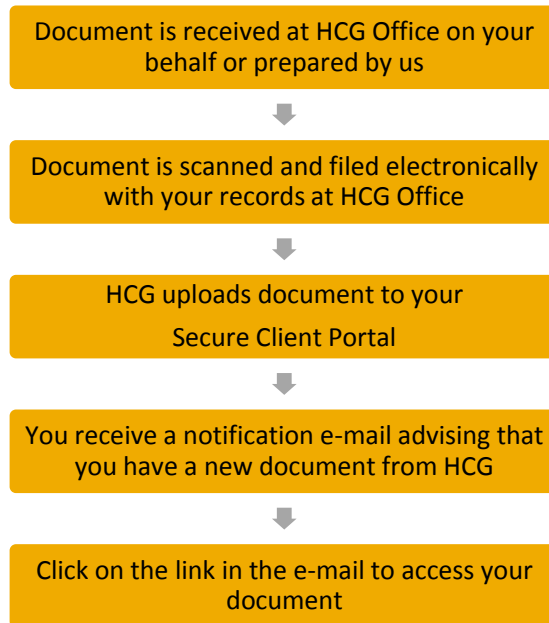 Document is received at HCG Office on your
behalf or prepared by us
Document is scanned and filed electronically
with your records at HCG Office
HCG uploads document to your
Secure Client Portal
You receive a notification e-mail advising that
you have a new document from HCG
Click on the link in the e-mail to access your
document